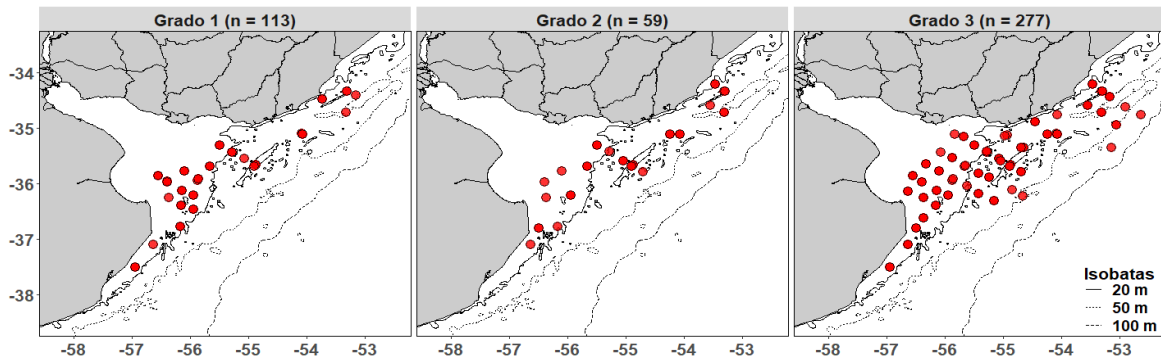 Grado 1 (n = 113)
Grado 2 (n = 59)
Grado 3 (n = 277)
-34
-35
-36
-37
-38
Isobatas
20 m
50 m
100 m
-58 -57 -56 -55 -54 -53
-58 -57 -56 -55 -54 -53
-58 -57 -56 -55 -54 -53